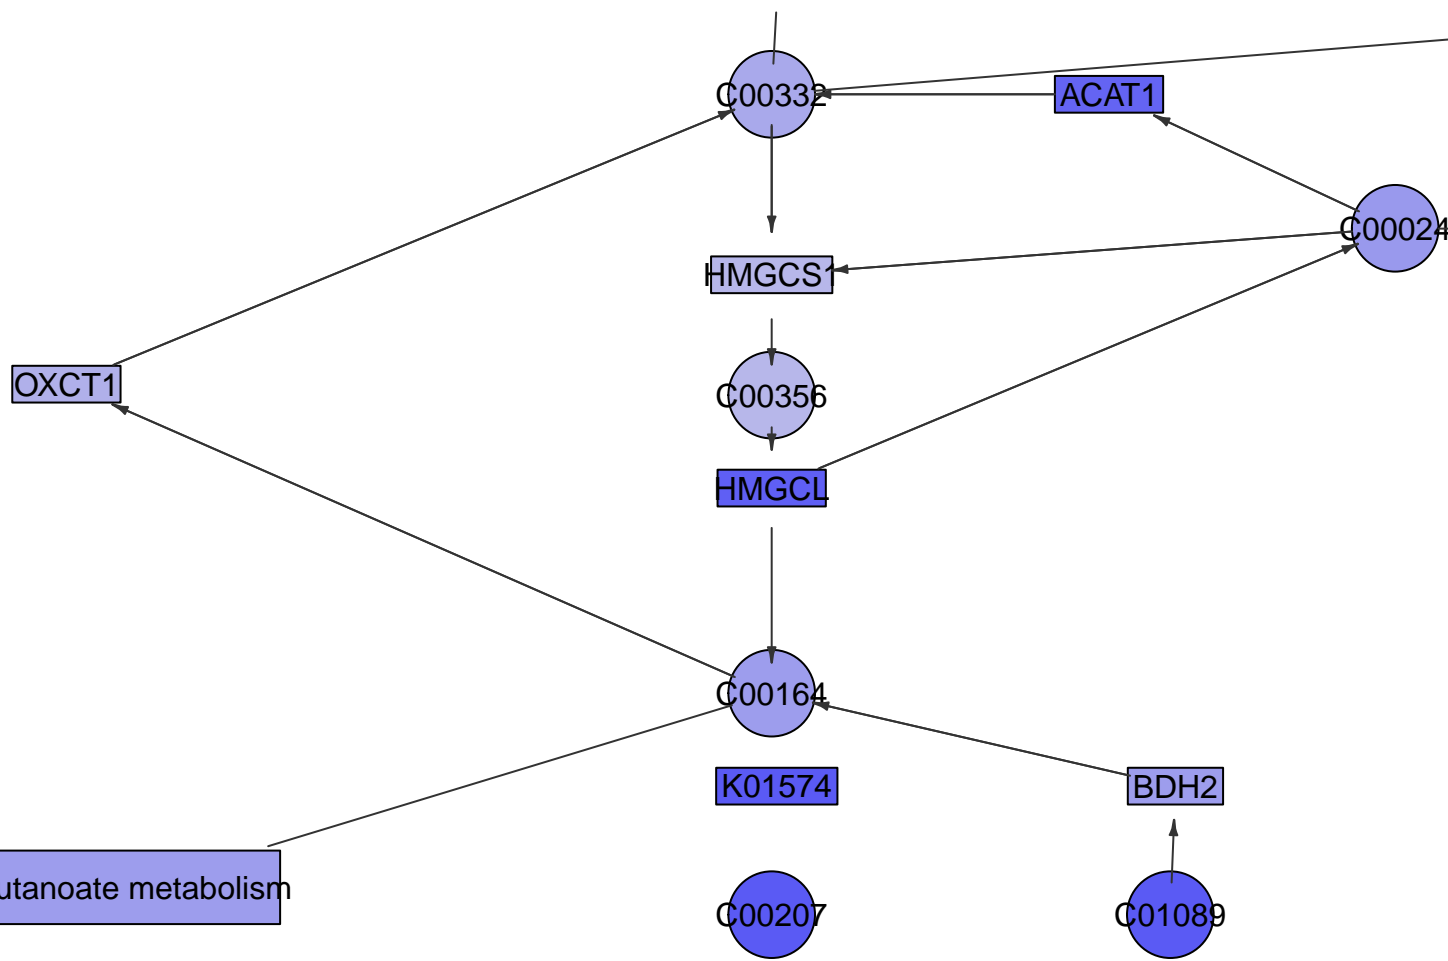 C00332
ACAT1
C00024
HMGCS1
OXCT1
C00356
HMGCL
C00164
K01574
BDH2
utanoate metabolism
C00207
C01089